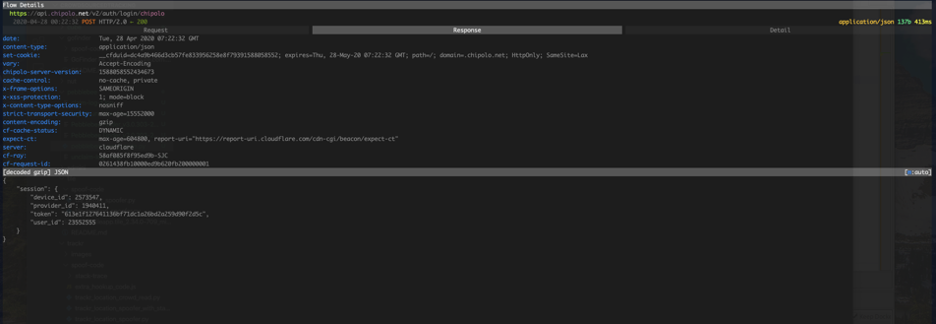 Flow Details
https://api.chipolo.net/v2/auth/login/chipolo
2020-04-28 00:22:32 POST HTTP/2.0 ← 200 application/json 137b 413ms
Request Response Detail
date: Tue, 28 Apr 2020 07:22:32 GMT
content-type: application/json
set-cookie: __cfduid=dc4a9b466d3cb57fe833956258e8f79391588058552; expires=Thu, 28-May-20 07:22:32 GMT; path=/; domain=.chipolo.net; HttpOnly; SameSite=Lax
vary: Accept-Encoding
chipolo-server-version: 1588058552434673
cache-control: no-cache, private
x-frame-options: SAMEORIGIN
x-xss-protection: 1; mode=block
x-content-type-options: nosniff
strict-transport-security: max-age=15552000
content-encoding: gzip
cf-cache-status: DYNAMIC
expect-ct: max-age=604800, report-uri="https://report-uri.cloudflare.com/cdn-cgi/beacon/expect-ct"
server: cloudflare
cf-ray: 58af085f8f95ed9b-SJC
cf-request-id: 0261438fb10000ed9b620fb200000001
[decoded gzip] JSON [m:auto]
{
"session": {
"device_id": 2573547,
"provider_id": 1940411,
"token": "613e1f127641136bf71dc1a26bd2a259d90f2d5c",
"user_id": 23552555
}
}